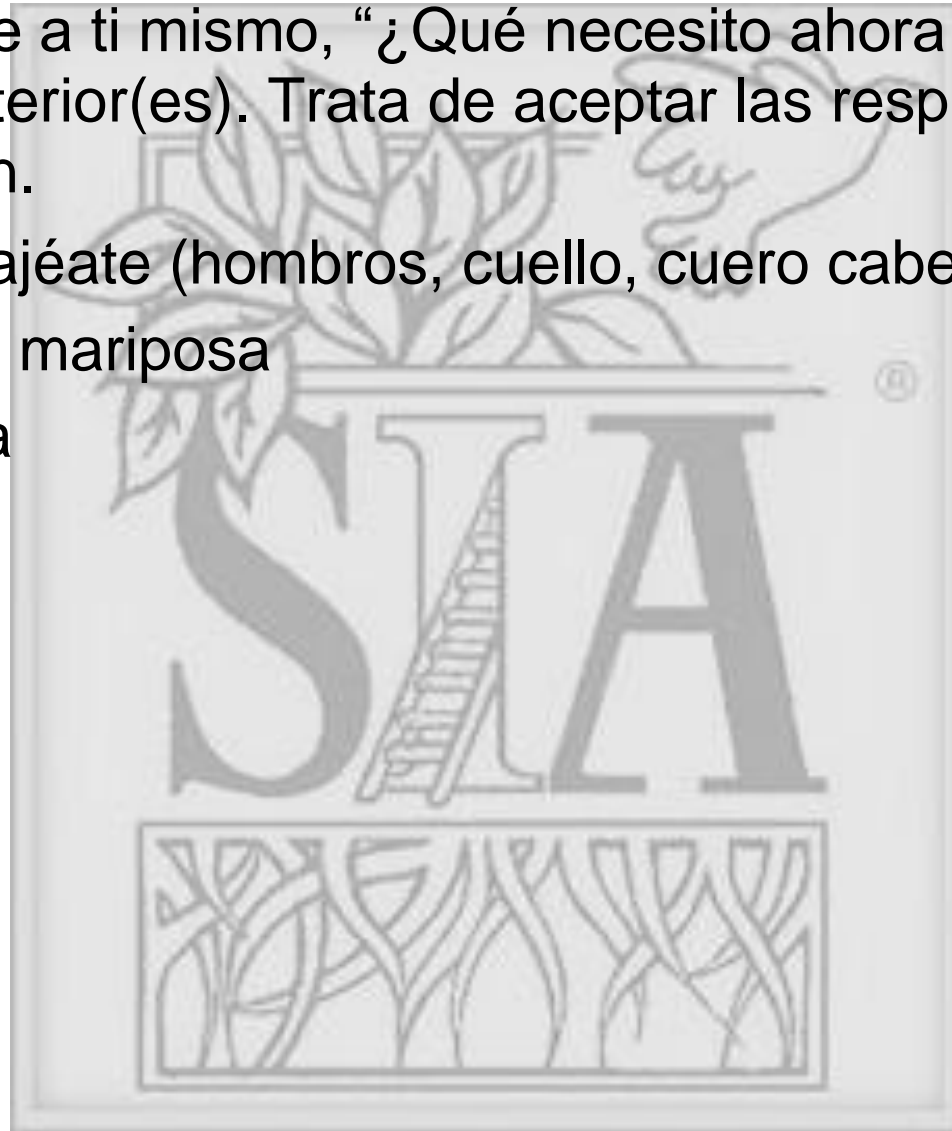 e a ti mismo, “¿Qué necesito ahora
terior(es). Trata de aceptar las resp
n.
ajéate (hombros, cuello, cuero cabe
mariposa
a
®
SIA